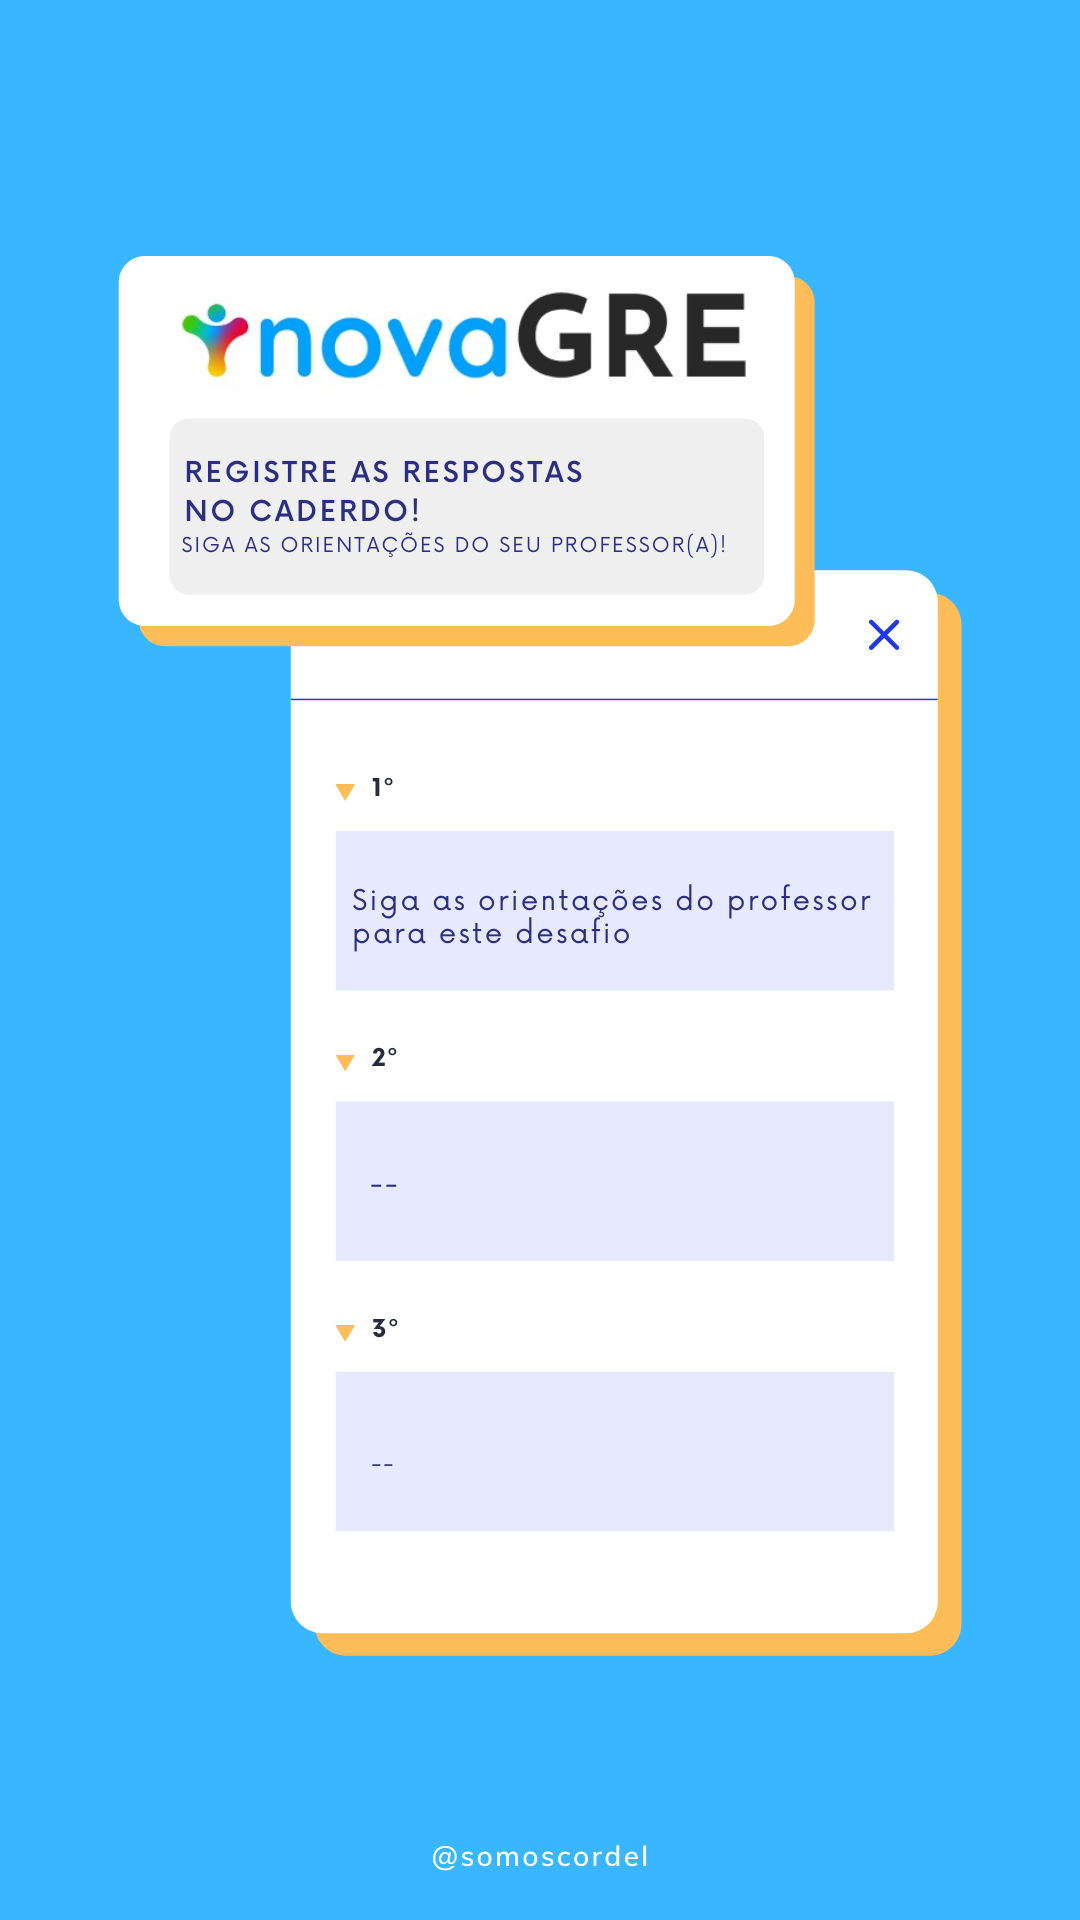 novaGRE
REGISTRE AS RESPOSTAS
NO CADERDO!
SIGA AS ORIENTAÇÕES DO SEU PROFESSOR(A)!
1°
Siga as orientações do professor
para este desafio
2°
--
3°
--
@somoscordel